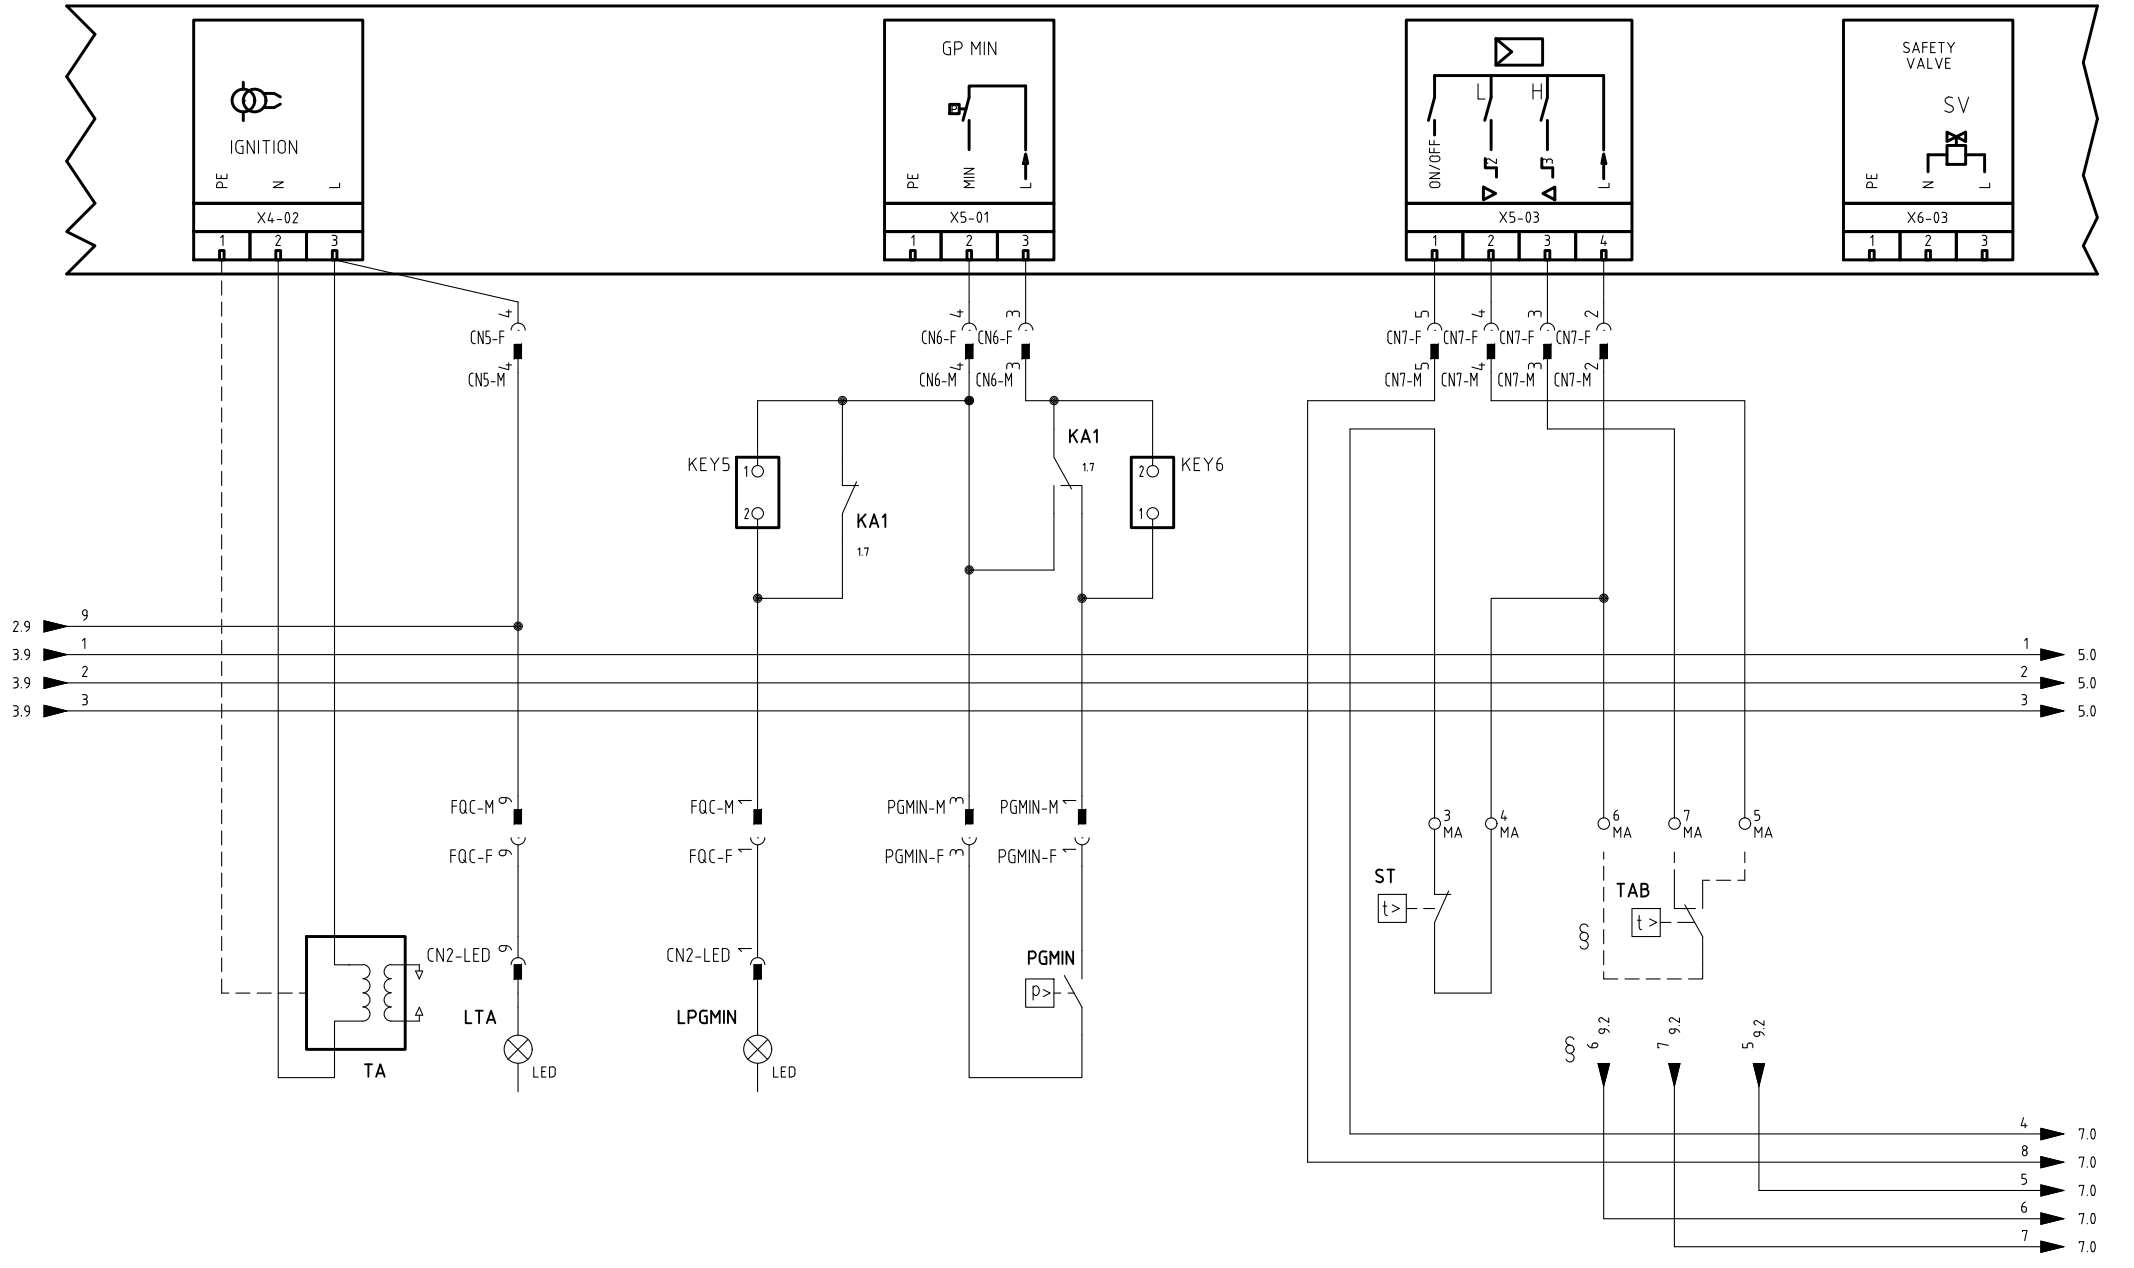 GP MIN
SAFETY
VALVE
L H
SV
P
IGNITION
2 3
PE N L
PE MIN L
ON/OFF L
PE N L
X4-02 X5-01 X5-03 X6-03
1 2 3
1 2 3
1 2 3 4
1 2 3
4 4 3 5 4 3 2
CN5-F CN6-F CN6-F CN7-F CN7-F CN7-F CN7-F
4 4 3 5 4 3 2
CN5-M CN6-M CN6-M CN7-M CN7-M CN7-M CN7-M
KA1
KEY5 1 1.7 2 KEY6
2 1
KA1
1.7
2.9 9
3.9 1 1 5.0
3.9 2 2 5.0
3.9 3 3 5.0
FQC-M 9 FQC-M 1 PGMIN-M 3 PGMIN-M 1
3 4 6 7 5
MA MA MA MA MA
FQC-F 9 FQC-F 1 PGMIN-F 3 PGMIN-F 1
ST
TAB
t>
t>
§
CN2-LED 9 CN2-LED 1 PGMIN
p>
LTA LPGMIN
§ 6 9.2 7 9.2 5 9.2
TA LED LED
4 7.0
8 7.0
5 7.0
6 7.0
7 7.0